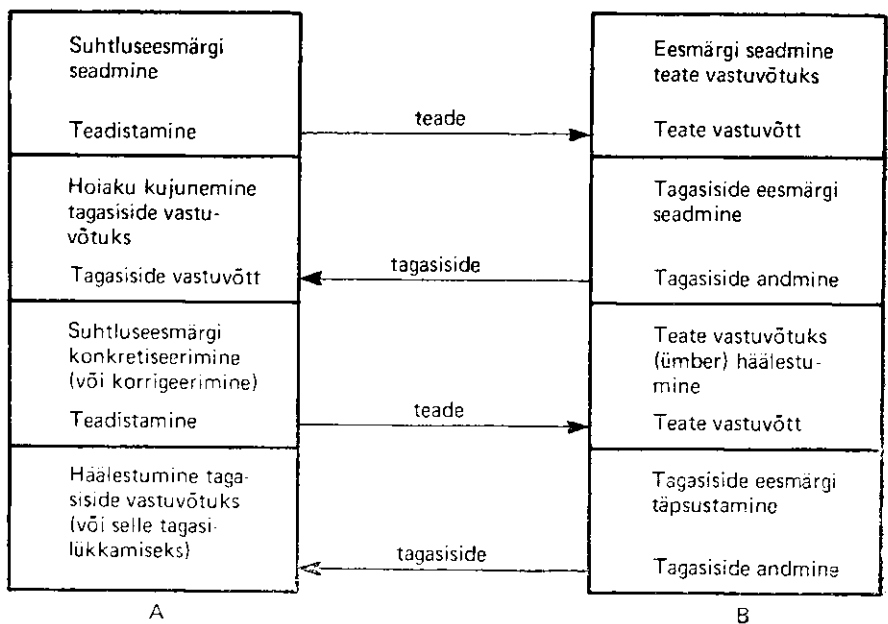 Suhtluseesmärgi
seadmine
Teadistamine
teade
Eesmärgi seadmine
teate vastuvõtuks
Teate vastuvõtt
Hoiaku kujunemine
tagasiside vastu-
võtuks
Tagasiside vastuvõtt
tagasiside
Tagasiside eesmärgi
seadmine
Tagasiside andmine
Suhtluseesmärgi
konkretiseerimine
(või korrigeerimine)
Teadistamine
teade
Teate vastuvõtuks
(ümber) häälestu-
mine
Teate vastuvõtt
Häälestumine taga-
siside vastuvõtuks
(või selle tagasi-
lükkamiseks)
tagasiside
Tagasiside eesmärgi
täpsustamine
Tagasiside andmine
A
B